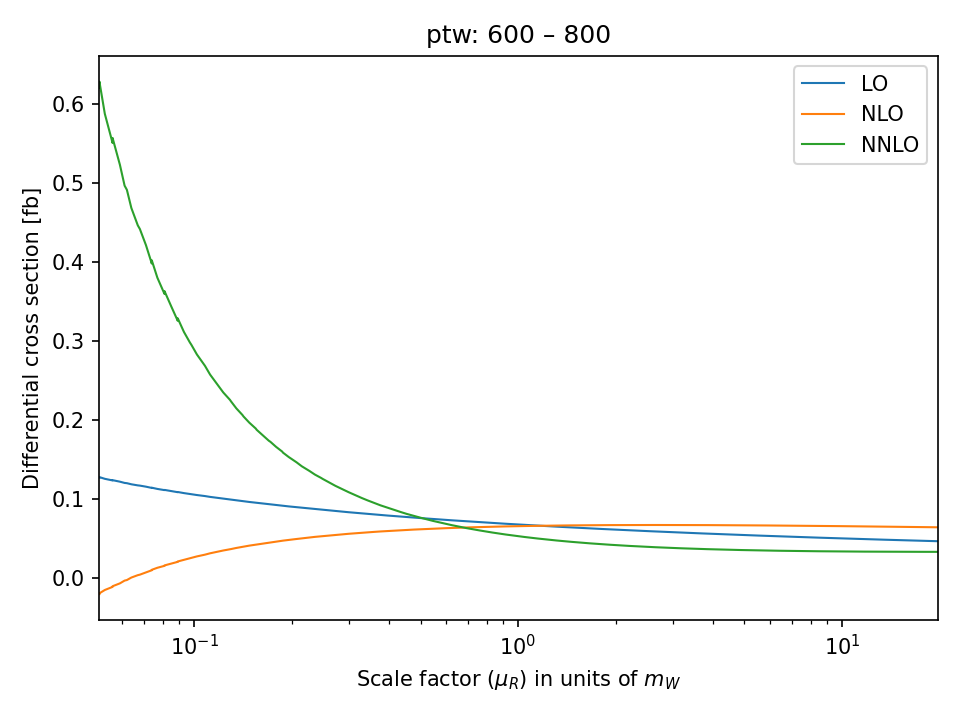 ptw: 600 – 800
Differential cross section [fb]
0.6
0.5
0.4
0.3
0.2
0.1
0.0
LO
NLO
NNLO
10⁻¹
10⁰
10¹
Scale factor (μ_R) in units of m_W